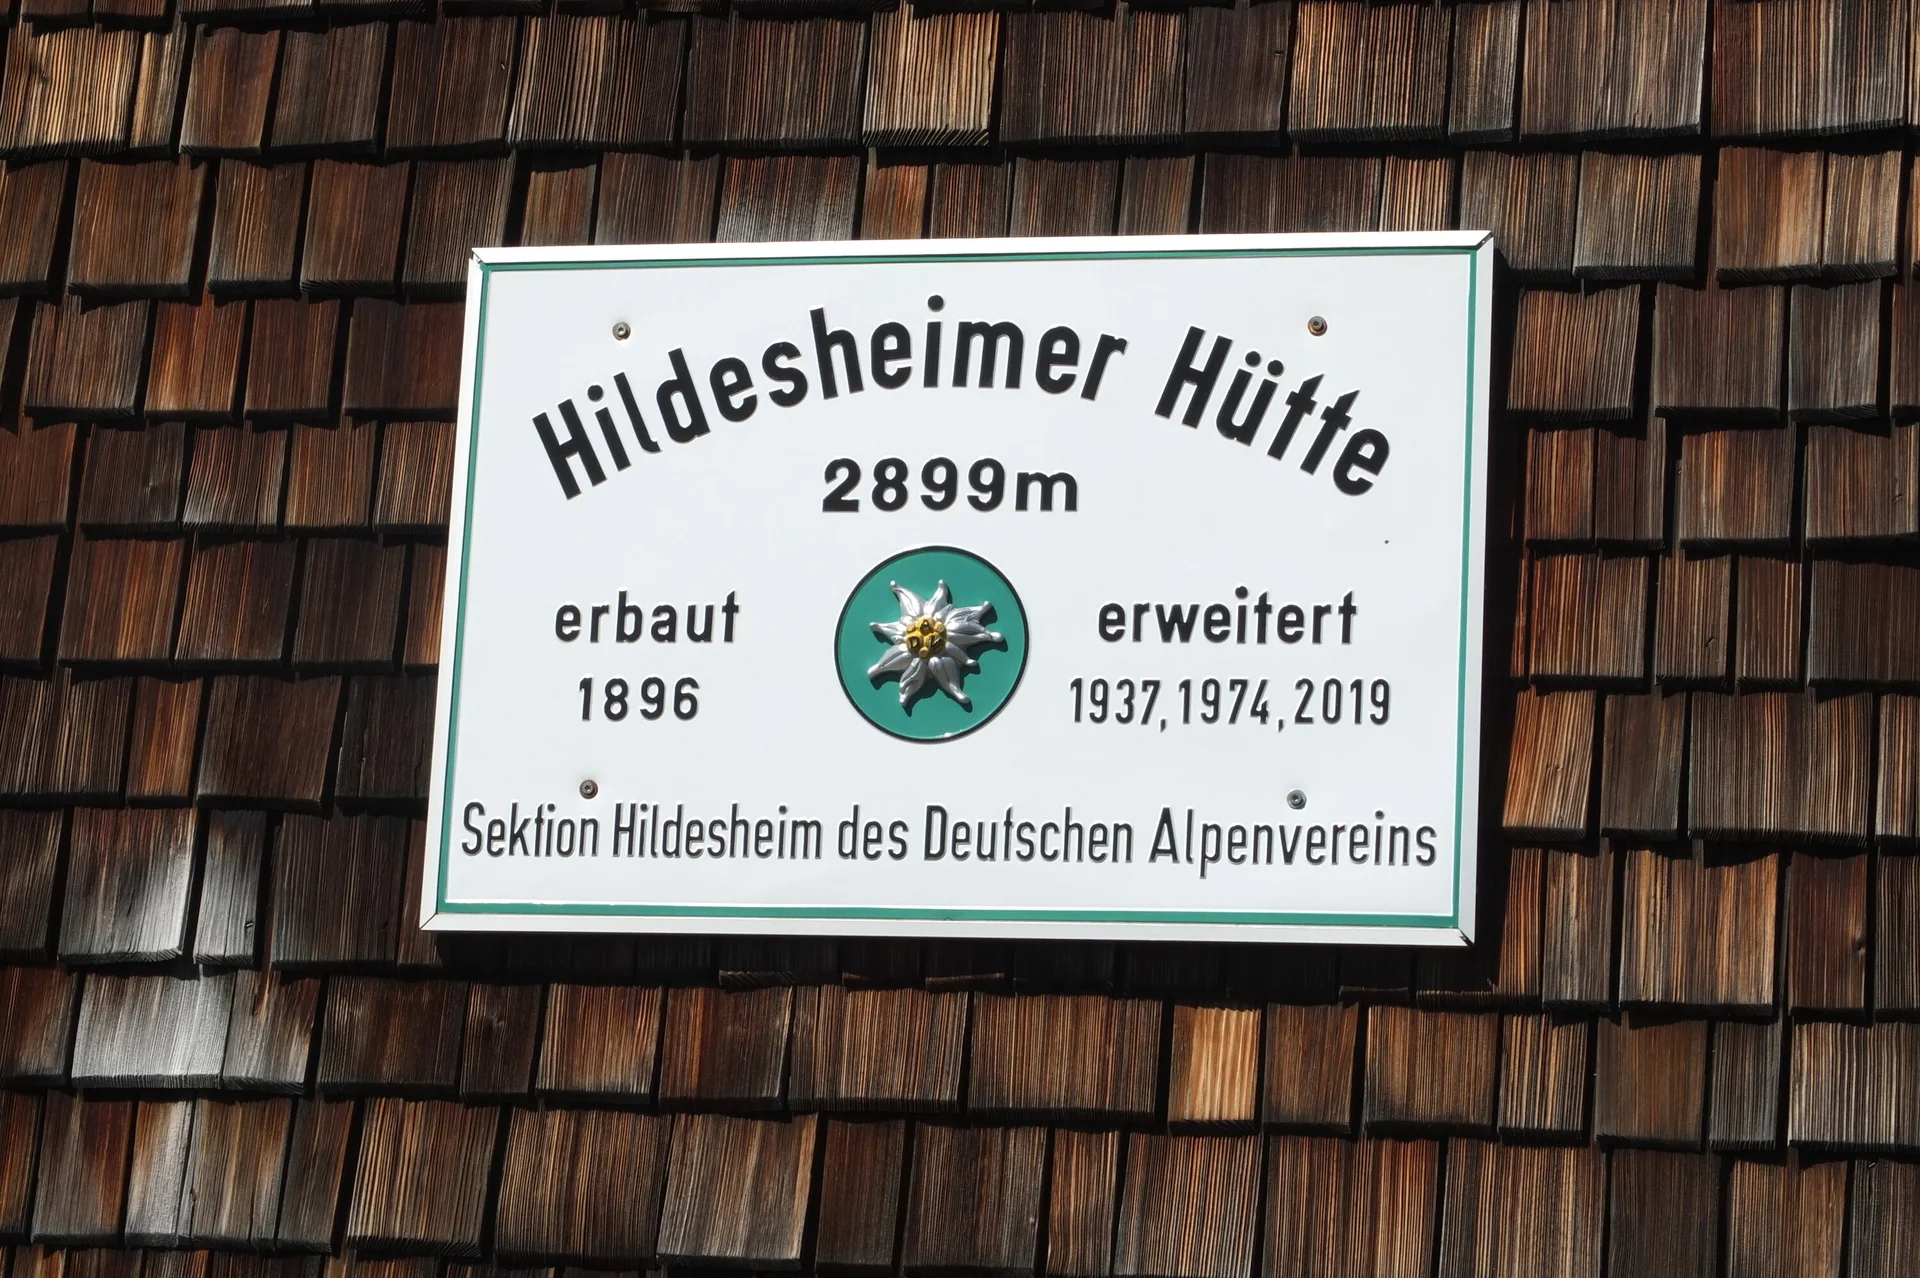 Hildesheimer Hütte
2899m
erbaut
1896
erweitert
1937, 1974, 2019
Sektion Hildesheim des Deutschen Alpenvereins